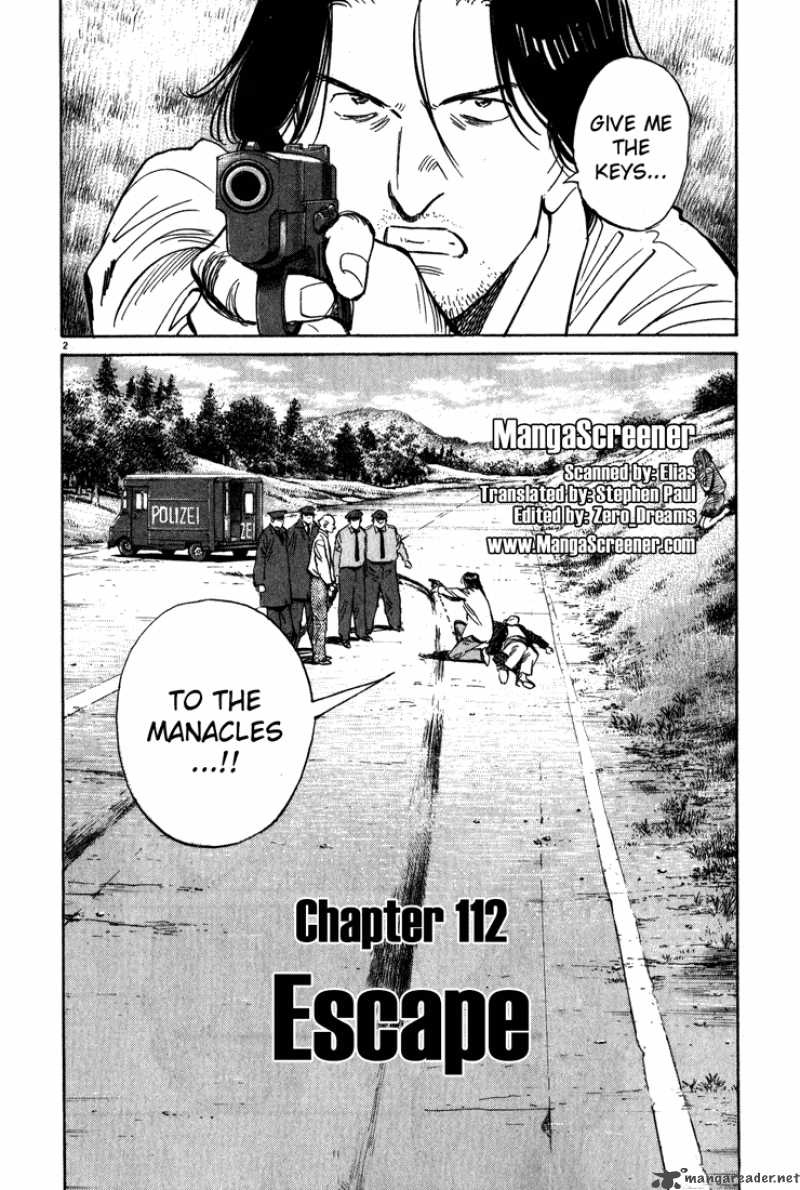 GIVE ME
THE
KEYS...
2
MangaScreener
Scanned by: Elias
Translated by: Stephen Paul
Edited by: Zero_Dreams
www.MangaScreener.com
POLIZEI
ZEI
TO THE
MANACLES
...!!
Chapter 112
Escape
mangareader.net